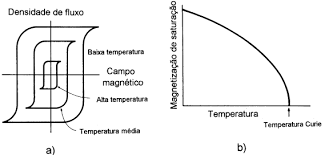 Densidade de fluxo
Baixa temperatura
Campo
magnético
Alta temperatura
Temperatura média
a)
b)
Magnetização de saturação
Temperatura
Temperatura Curie